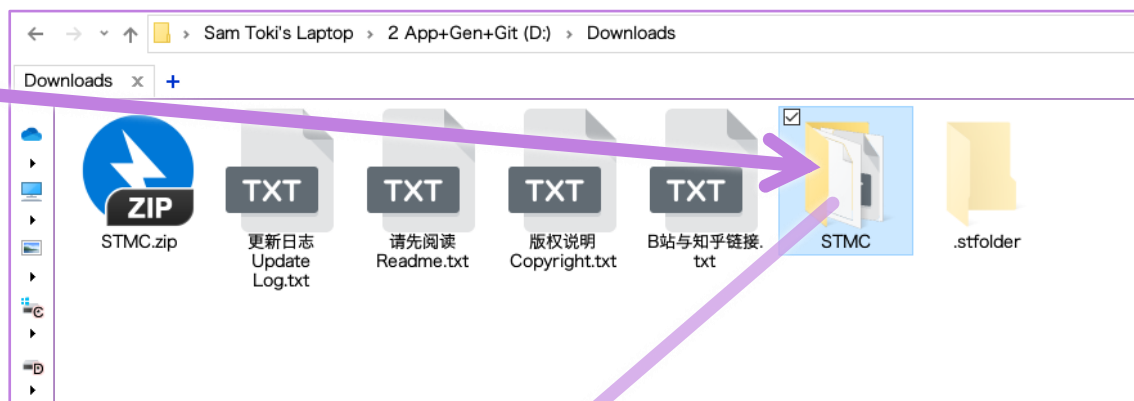 Sam Toki's Laptop > 2 App+Gen+Git (D:) > Downloads
Downloads x +
ZIP
TXT
TXT
TXT
TXT
STMC.zip
更新日志
Update
Log.txt
请先阅读
Readme.txt
版权说明
Copyright.txt
B站与知乎链接.
txt
STMC
.stfolder
C
D